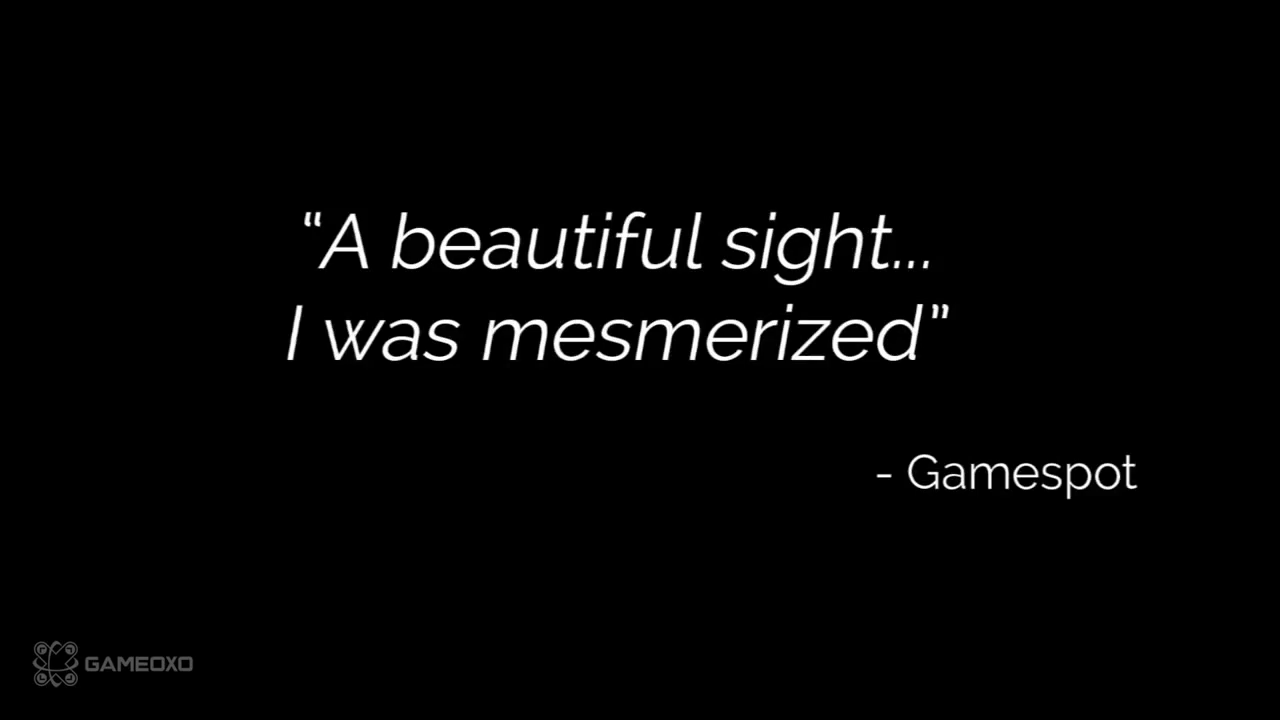 “A beautiful sight...
I was mesmerized”
- Gamespot
GAMEOXO